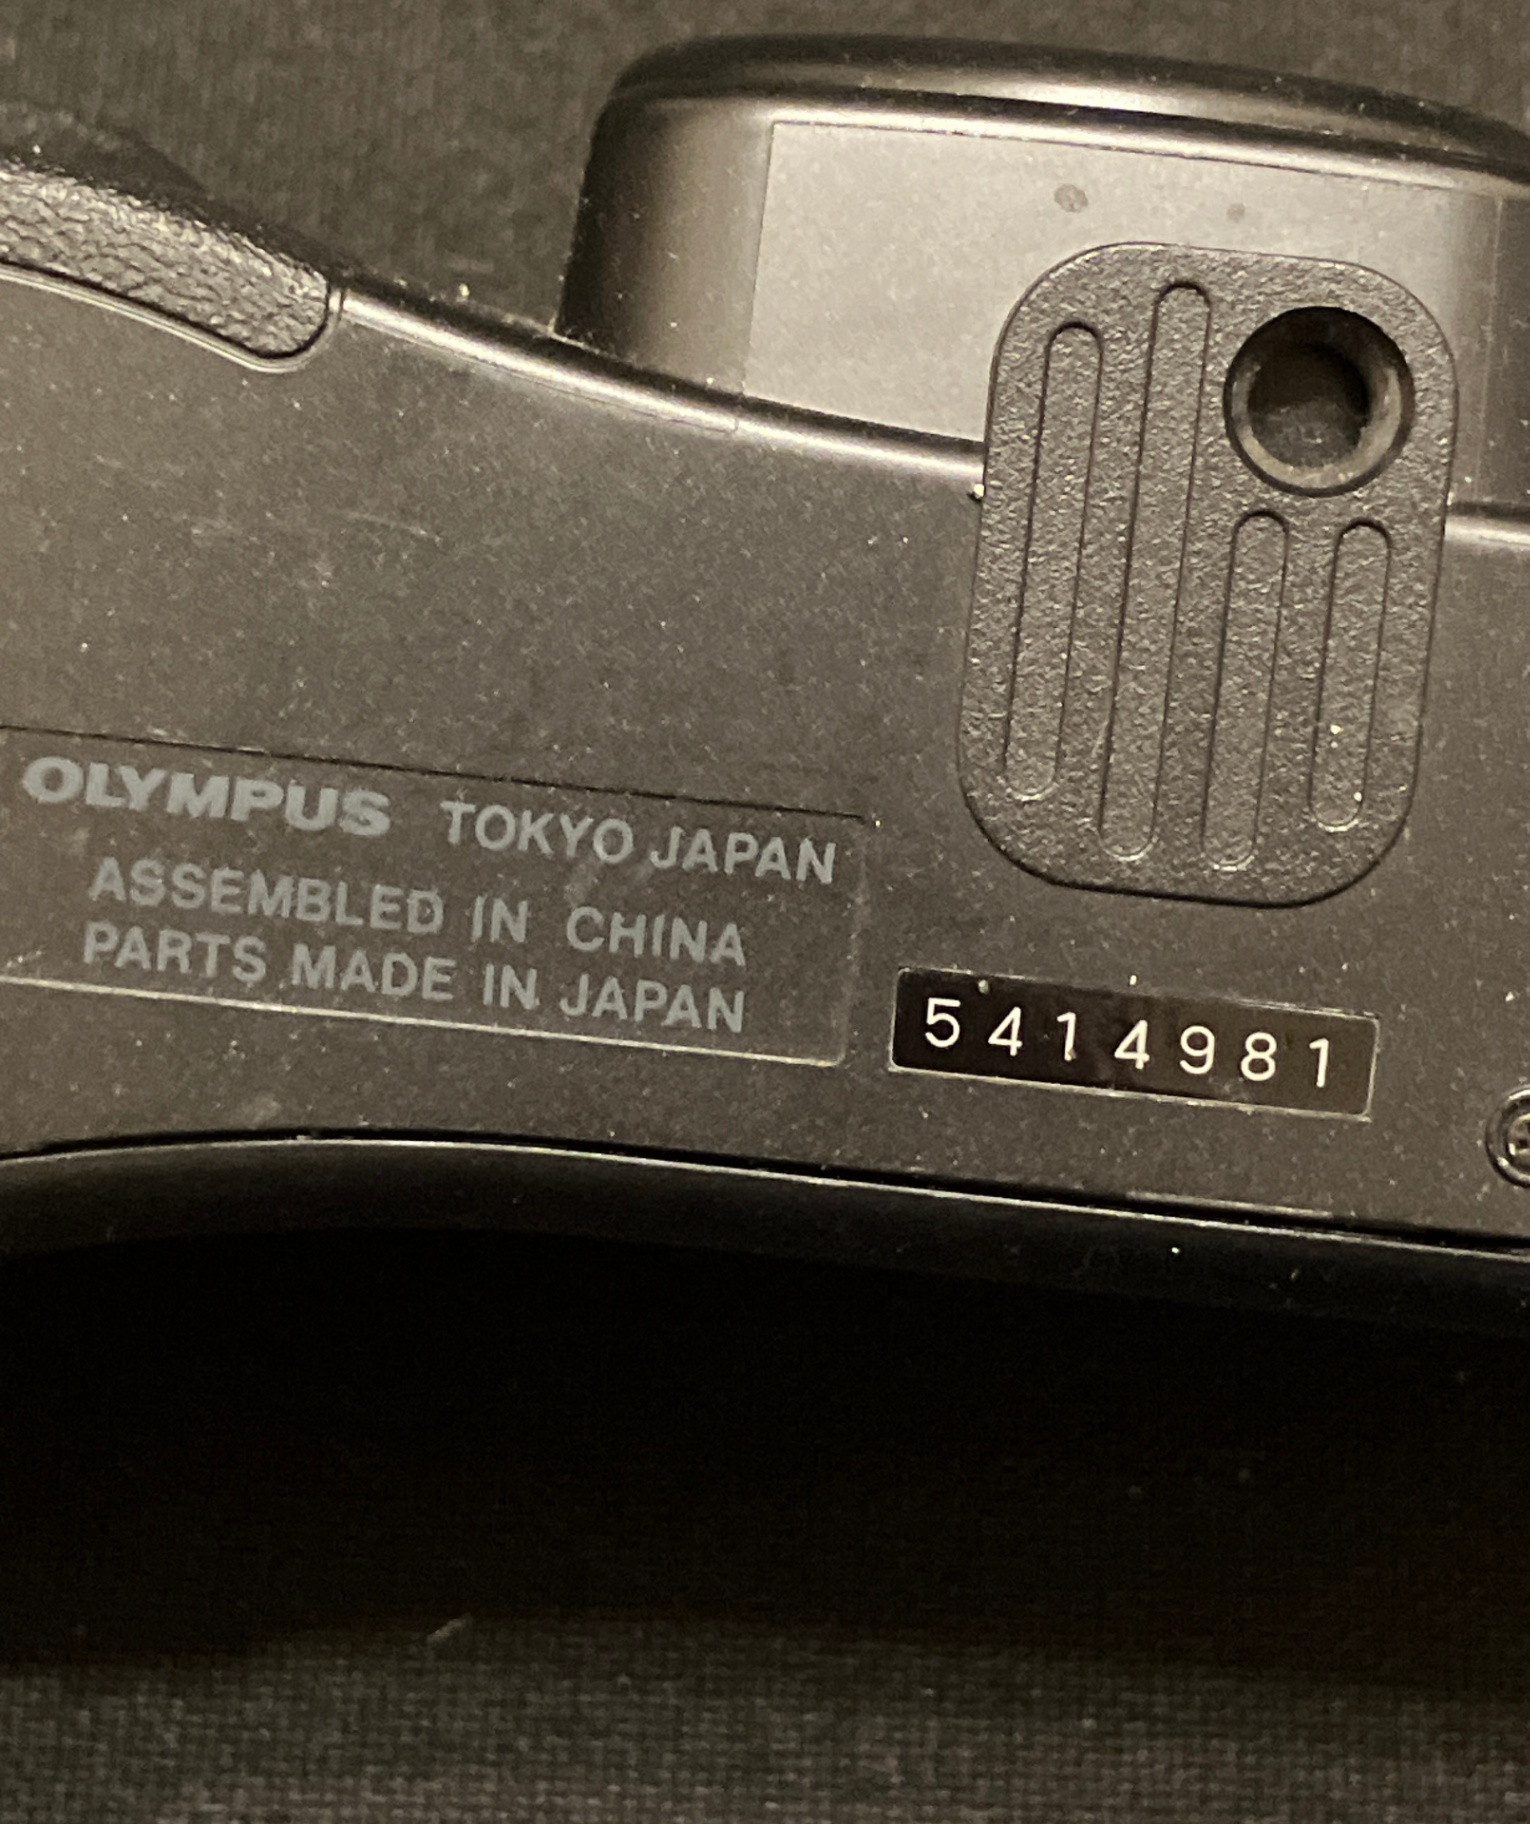 OLYMPUS TOKYO JAPAN
ASSEMBLED IN CHINA
PARTS MADE IN JAPAN
5414981